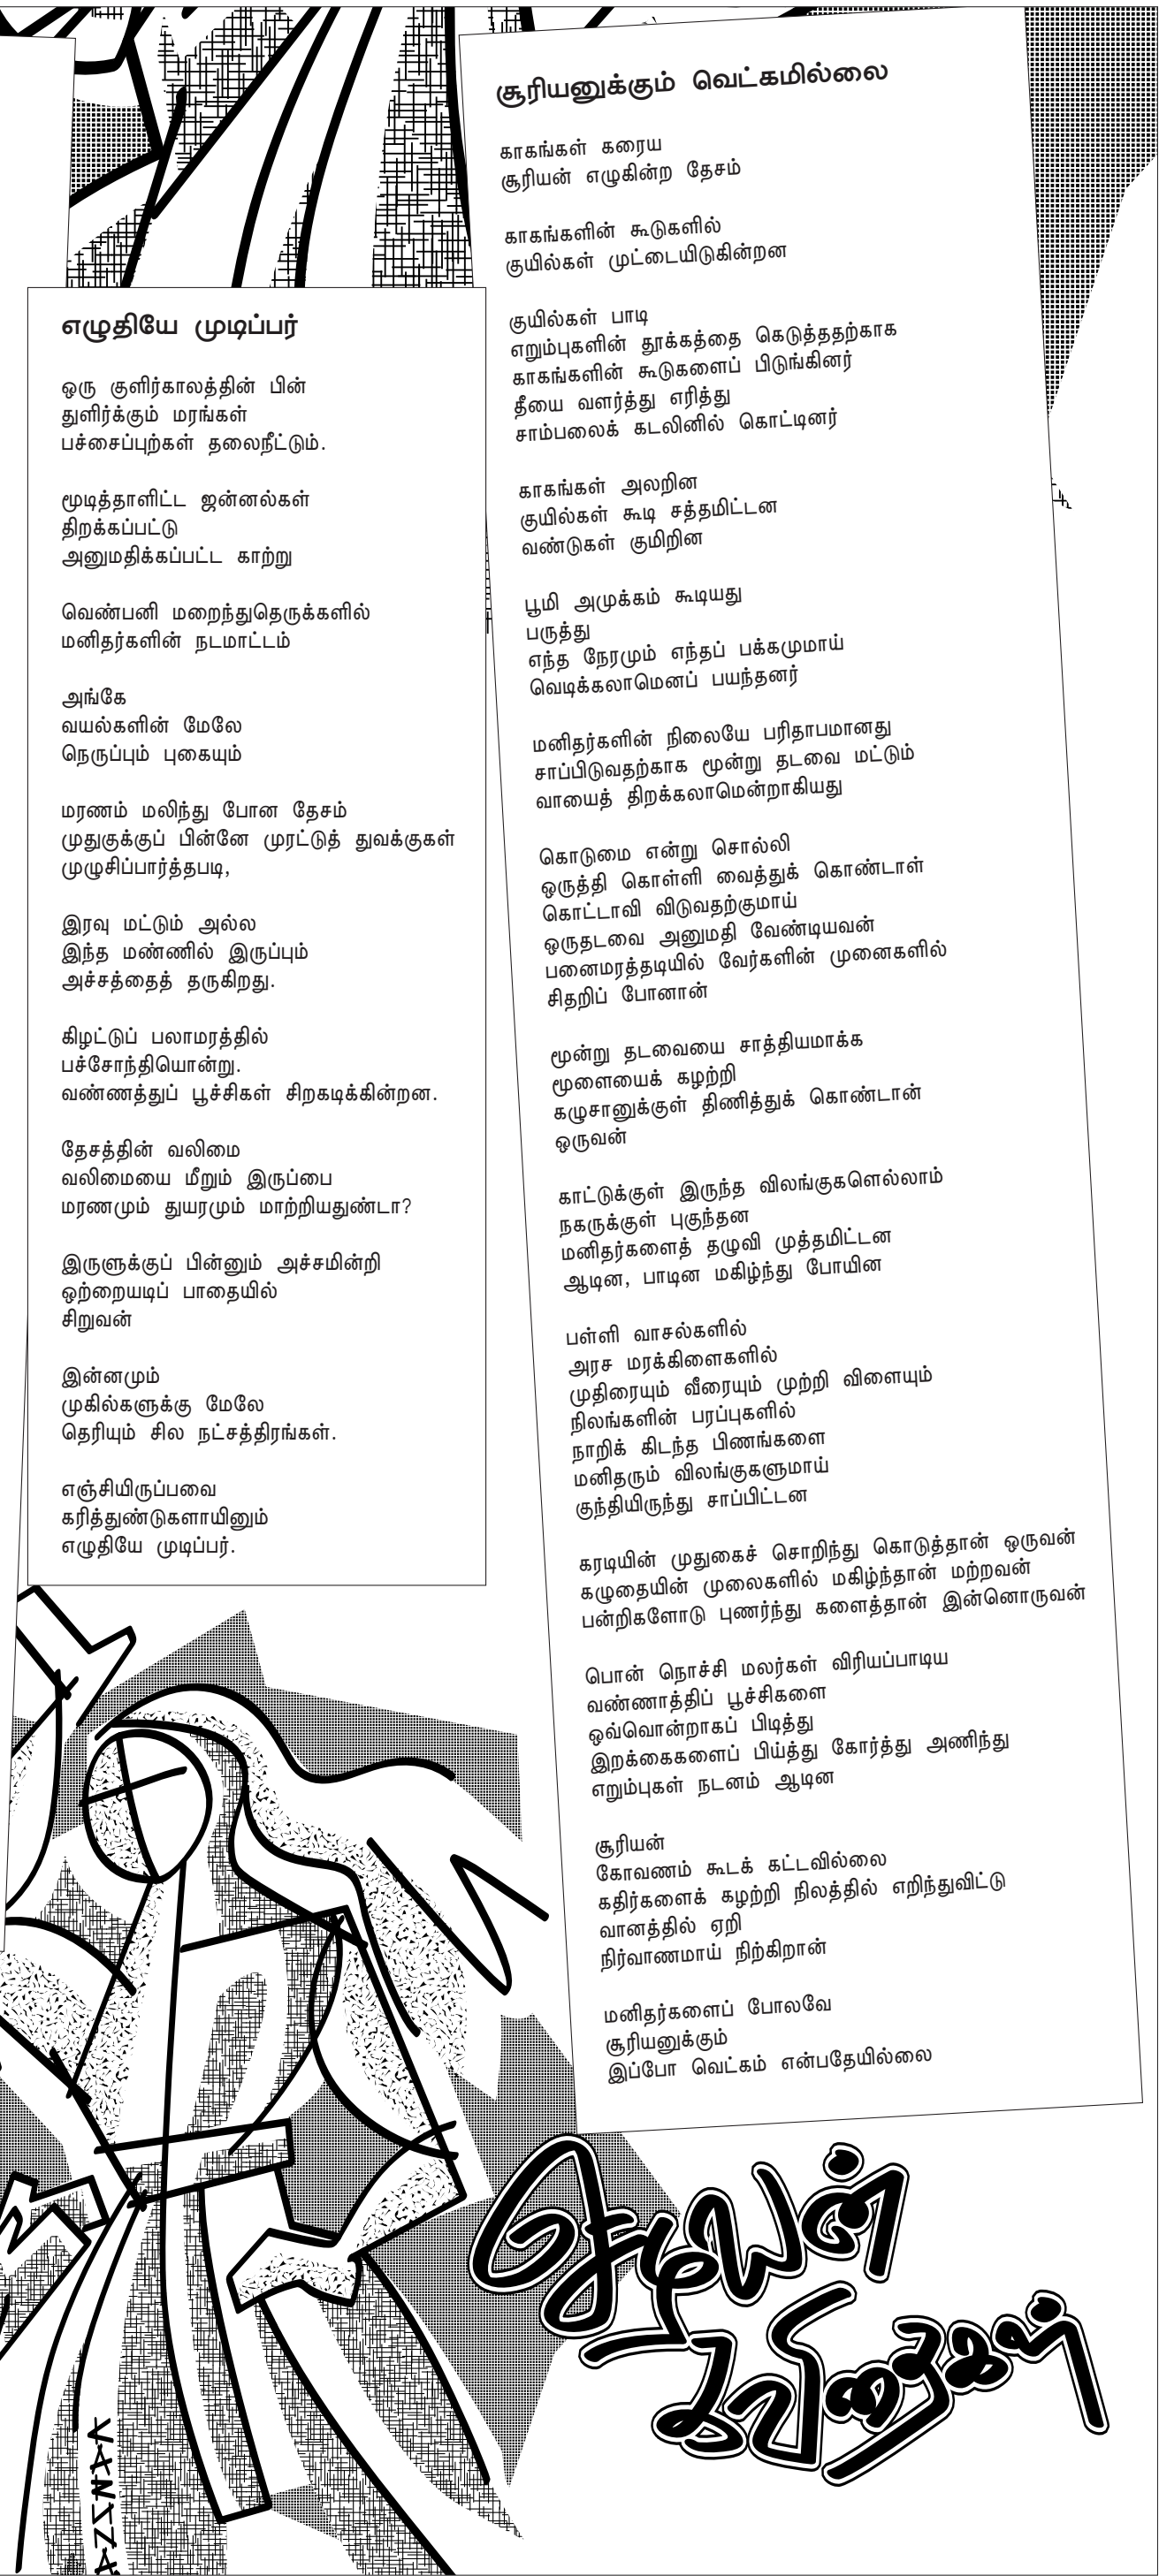 எழுதியே முடிப்பர்
ஒரு குளிர்காலத்தின் பின்
துளிர்க்கும் மரங்கள்
பச்சைப்புற்கள் தலைநீட்டும்.
மூடித்தாளிட்ட ஜன்னல்கள்
திறக்கப்பட்டு
அனுமதிக்கப்பட்ட காற்று
வெண்பனி மறைந்துதெருக்களில்
மனிதர்களின் நடமாட்டம்
அங்கே
வயல்களின் மேலே
நெருப்பும் புகையும்
மரணம் மலிந்து போன தேசம்
முதுகுக்குப் பின்னே முரட்டுத் துவக்குகள்
முழுசிப்பார்த்தபடி,
இரவு மட்டும் அல்ல
இந்த மண்ணில் இருப்பும்
அச்சத்தைத் தருகிறது.
கிழட்டுப் பலாமரத்தில்
பச்சோந்தியொன்று.
வண்ணத்துப் பூச்சிகள் சிறகடிக்கின்றன.
தேசத்தின் வலிமை
வலிமையை மீறும் இருப்பை
மரணமும் துயரமும் மாற்றியதுண்டா?
இருளுக்குப் பின்னும் அச்சமின்றி
ஒற்றையடிப் பாதையில்
சிறுவன்
இன்னமும்
முகில்களுக்கு மேலே
தெரியும் சில நட்சத்திரங்கள்.
எஞ்சியிருப்பவை
கரித்துண்டுகளாயினும்
எழுதியே முடிப்பர்.
சூரியனுக்கும் வெட்கமில்லை
காகங்கள் கரைய
சூரியன் எழுகின்ற தேசம்
காகங்களின் கூடுகளில்
குயில்கள் முட்டையிடுகின்றன
குயில்கள் பாடி
எறும்புகளின் தூக்கத்தை கெடுத்ததற்காக
காகங்களின் கூடுகளைப் பிடுங்கினர்
தீயை வளர்த்து எரித்து
சாம்பலைக் கடலினில் கொட்டினர்
காகங்கள் அலறின
குயில்கள் கூடி சத்தமிட்டன
வண்டுகள் குமிறின
பூமி அமுக்கம் கூடியது
பருத்து
எந்த நேரமும் எந்தப் பக்கமுமாய்
வெடிக்கலாமெனப் பயந்தனர்
மனிதர்களின் நிலையே பரிதாபமானது
சாப்பிடுவதற்காக மூன்று தடவை மட்டும்
வாயைத் திறக்கலாமென்றாகியது
கொடுமை என்று சொல்லி
ஒருத்தி கொள்ளி வைத்துக் கொண்டாள்
கொட்டாவி விடுவதற்குமாய்
ஒருதடவை அனுமதி வேண்டியவன்
பனைமரத்தடியில் வேர்களின் முனைகளில்
சிதறிப் போனான்
மூன்று தடவையை சாத்தியமாக்க
மூளையைக் கழற்றி
கழுசானுக்குள் திணித்துக் கொண்டான்
ஒருவன்
காட்டுக்குள் இருந்த விலங்குகளெல்லாம்
நகருக்குள் புகுந்தன
மனிதர்களைத் தழுவி முத்தமிட்டன
ஆடின, பாடின மகிழ்ந்து போயின
பள்ளி வாசல்களில்
அரச மரக்கிளைகளில்
முதிரையும் வீரையும் முற்றி விளையும்
நிலங்களின் பரப்புகளில்
நாறிக் கிடந்த பிணங்களை
மனிதரும் விலங்குகளுமாய்
குந்தியிருந்து சாப்பிட்டன
கரடியின் முதுகைச் சொறிந்து கொடுத்தான் ஒருவன்
கழுதையின் முலைகளில் மகிழ்ந்தான் மற்றவன்
பன்றிகளோடு புணர்ந்து களைத்தான் இன்னொருவன்
பொன் நொச்சி மலர்கள் விரியப்பாடிய
வண்ணாத்திப் பூச்சிகளை
ஒவ்வொன்றாகப் பிடித்து
இறக்கைகளைப் பிய்த்து கோர்த்து அணிந்து
எறும்புகள் நடனம் ஆடின
சூரியன்
கோவணம் கூடக் கட்டவில்லை
கதிர்களைக் கழற்றி நிலத்தில் எறிந்துவிட்டு
வானத்தில் ஏறி
நிர்வாணமாய் நிற்கிறான்
மனிதர்களைப் போலவே
சூரியனுக்கும்
இப்போ வெட்கம் என்பதேயில்லை
கவிதைகள்